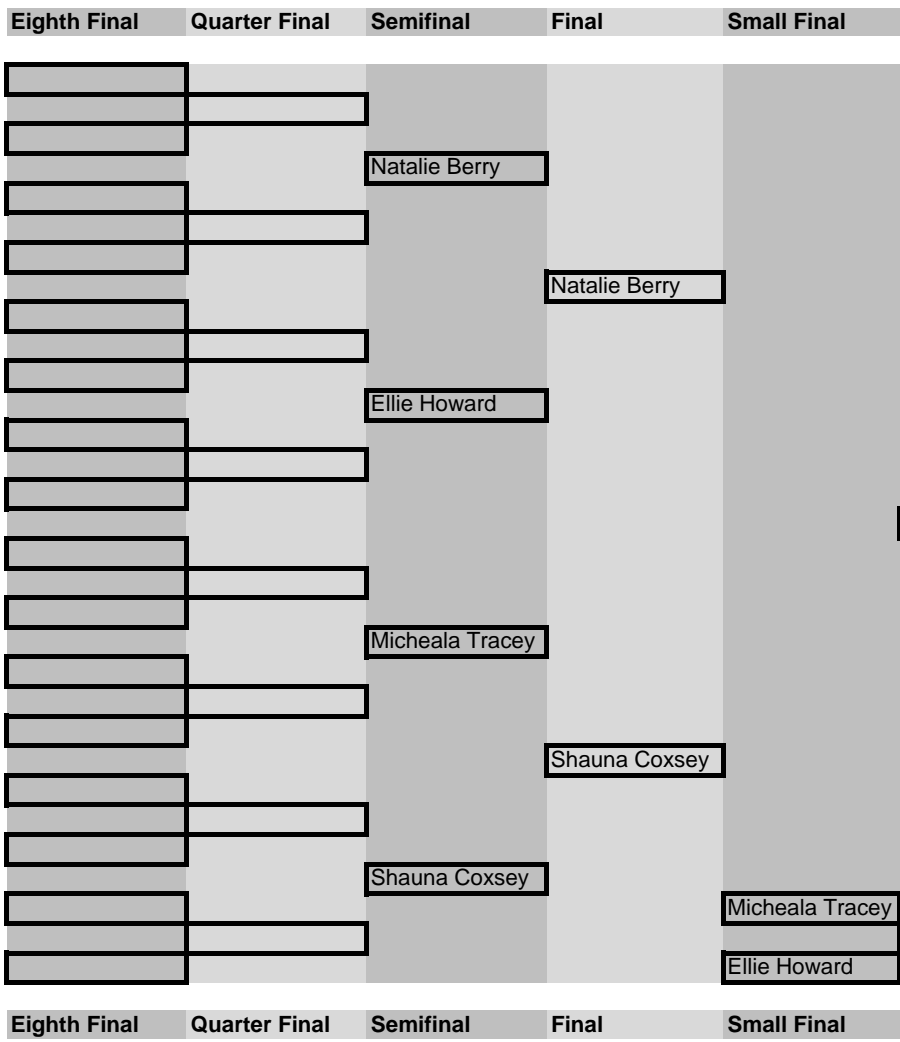 Eighth Final Quarter Final Semifinal Final Small Final
Natalie Berry
Natalie Berry
Ellie Howard
Micheala Tracey
Shauna Coxsey
Shauna Coxsey
Micheala Tracey
Ellie Howard
Eighth Final Quarter Final Semifinal Final Small Final